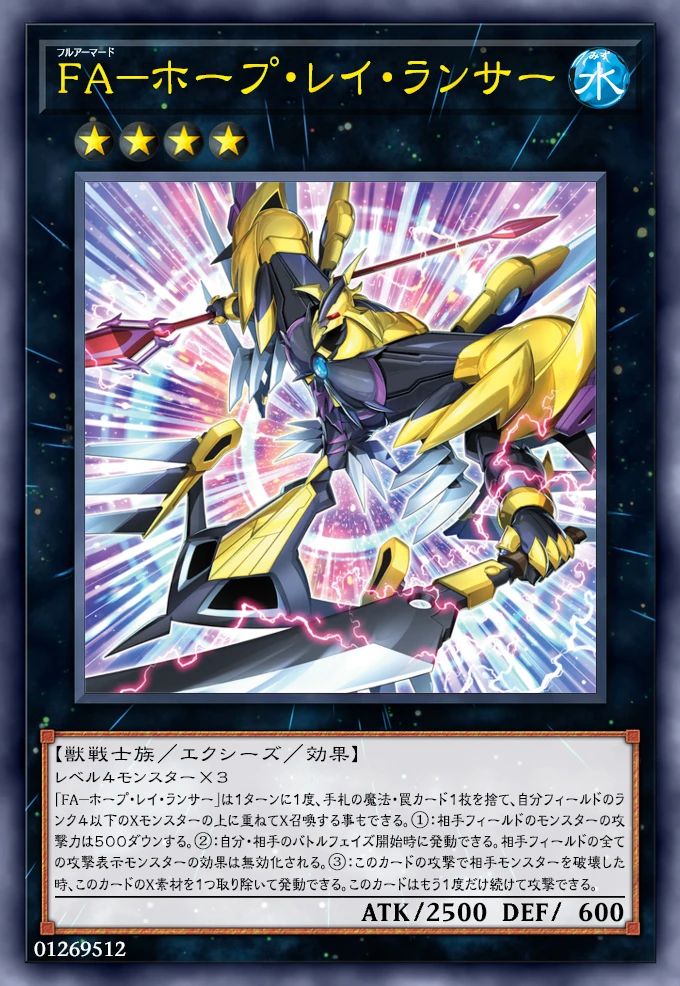 フルアーマード
FA－ホープ・レイ・ランサー
みず
水
【獣戦士族／エクシーズ／効果】
レベル４モンスター×３
「FA－ホープ・レイ・ランサー」は１ターンに１度、手札の魔法・罠カード１枚を捨て、自分フィールドのラ
ンク４以下のXモンスターの上に重ねてX召喚する事もできる。①：相手フィールドのモンスターの攻
撃力は５００ダウンする。②：自分・相手のバトルフェイズ開始時に発動できる。相手フィールドの全て
の攻撃表示モンスターの効果は無効化される。③：このカードの攻撃で相手モンスターを破壊した
時、このカードのX素材を１つ取り除いて発動できる。このカードはもう１度だけ続けて攻撃できる。
ATK/2500 DEF/ 600
01269512